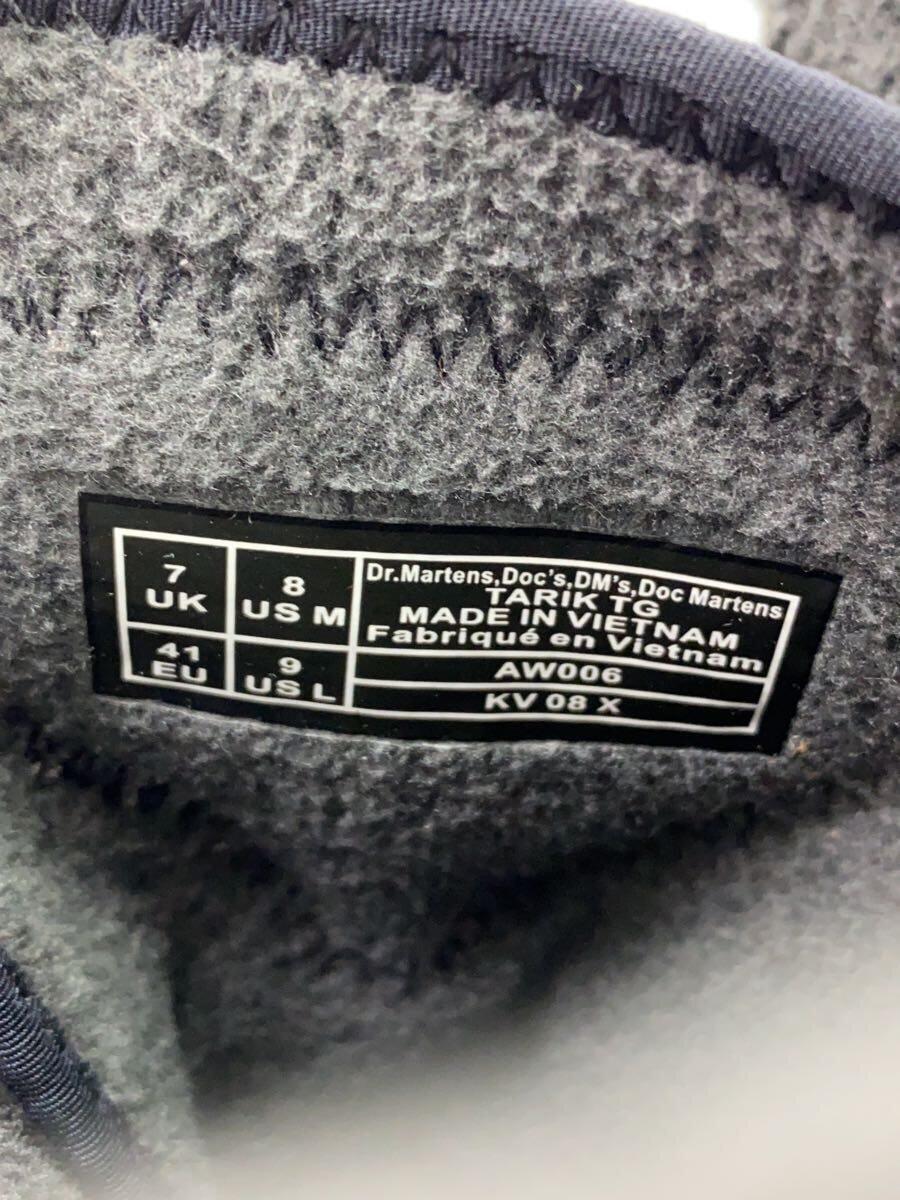 7
UK
8
US M
41
EU
9
US L
Dr.Martens,Doc's,DM's,Doc Martens
TARIK TG
MADE IN VIETNAM
Fabriqué en Vietnam
AW006
KV 08 X